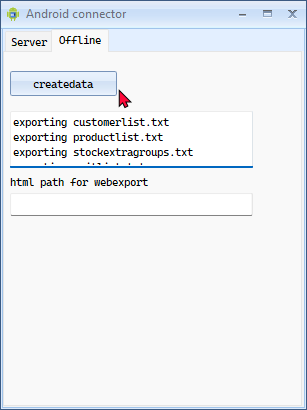 Android connector
Server
Offline
createdata
exporting customerlist.txt
exporting productlist.txt
exporting stockextragroups.txt
html path for webexport